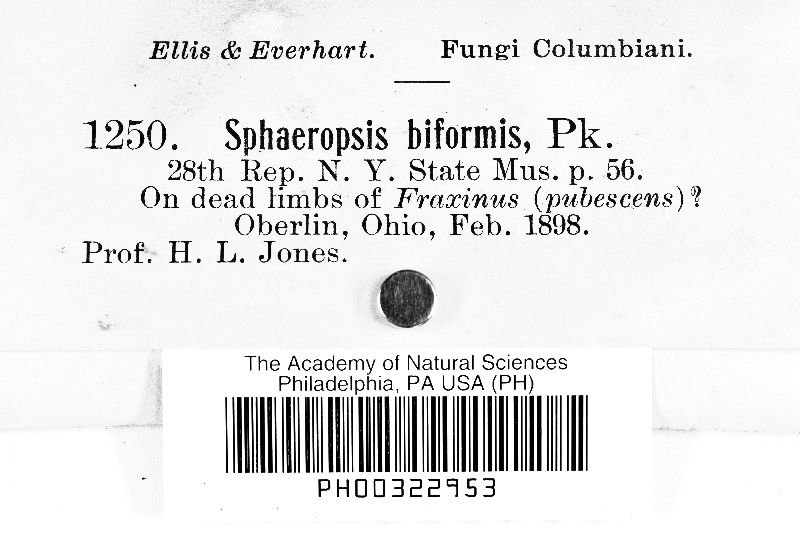 Ellis & Everhart. Fungi Columbiani.
1250. Sphaeropsis biformis, Pk.
28th Rep. N. Y. State Mus. p. 56.
On dead limbs of Fraxinus (pubescens)?
Oberlin, Ohio, Feb. 1898.
Prof. H. L. Jones.
The Academy of Natural Sciences
Philadelphia, PA USA (PH)
PH00322953